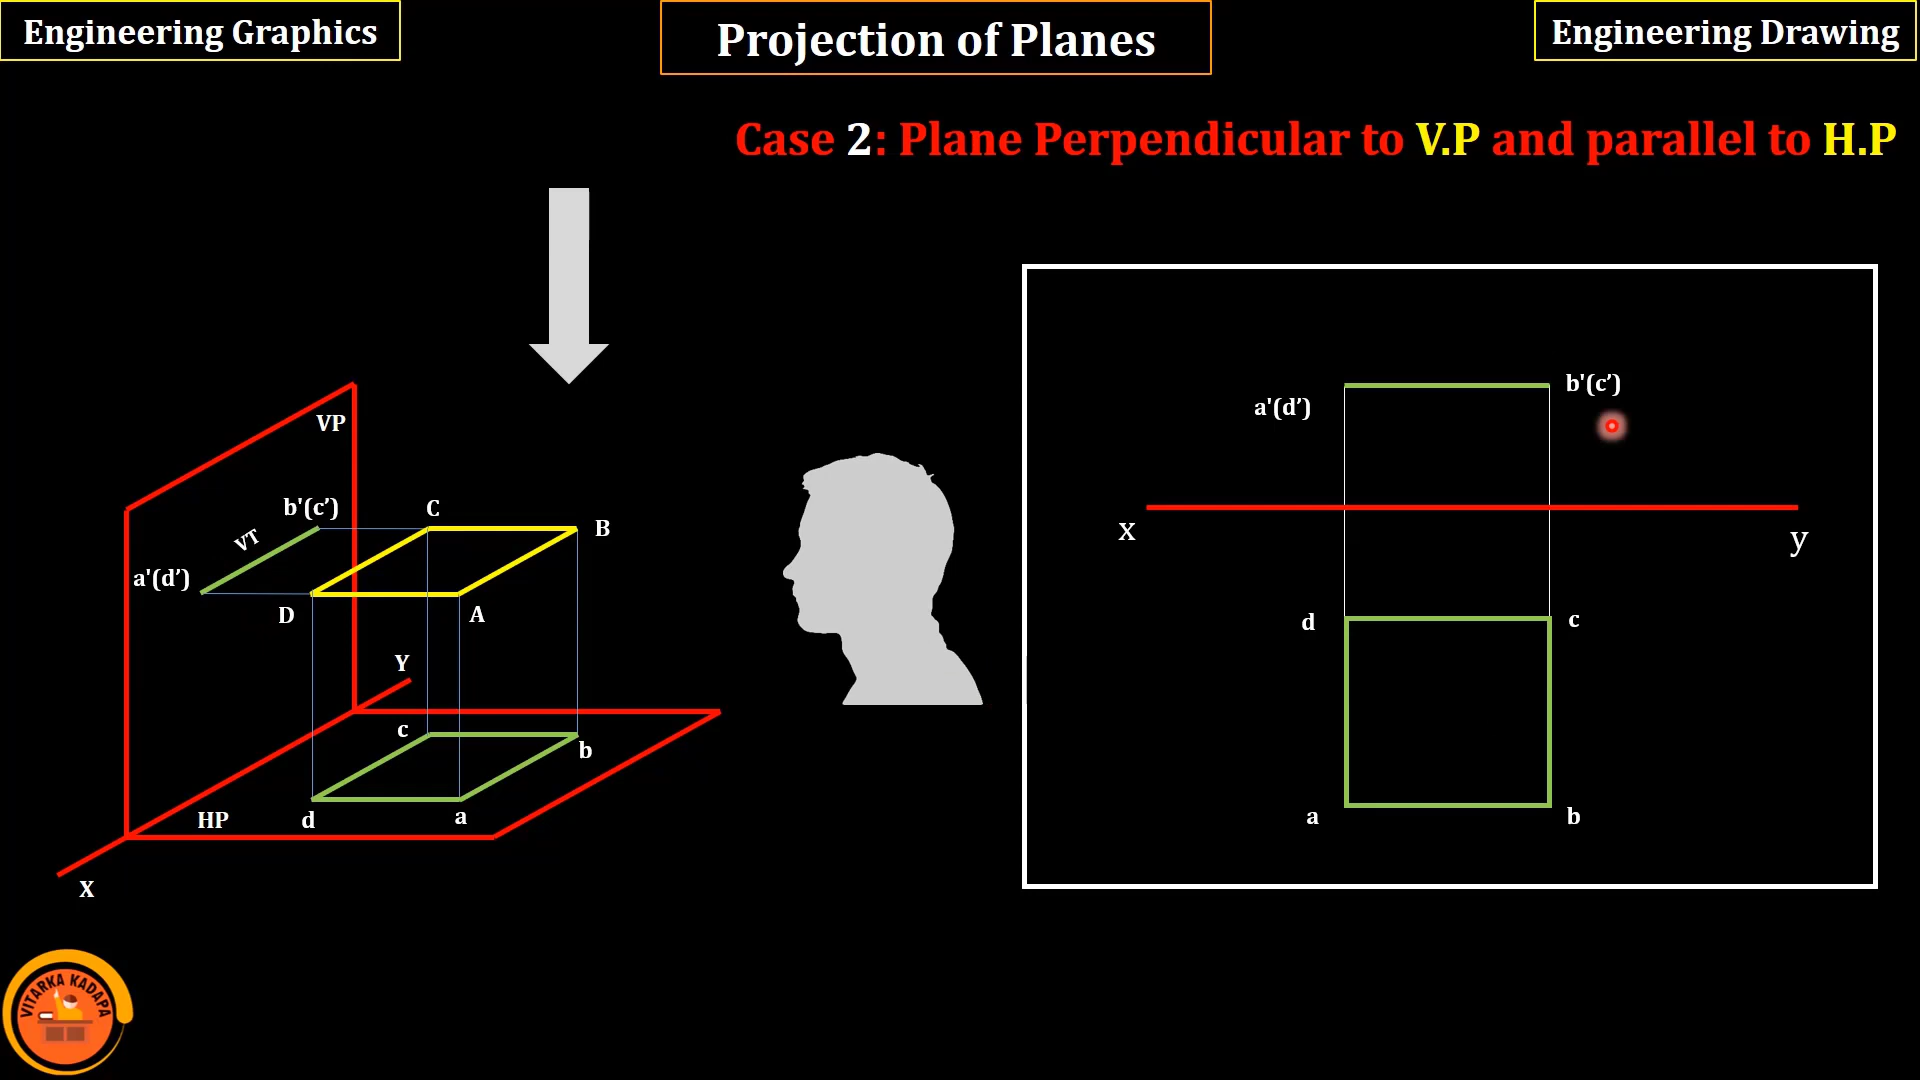 Engineering Graphics
Projection of Planes
Engineering Drawing
Case 2: Plane Perpendicular to V.P and parallel to H.P
VP
b'(c’)
C
B
VT
a'(d’)
D
A
Y
c
b
HP
d
a
X
a'(d’)
b'(c’)
x
y
d
c
a
b
VITARKA KADAPA